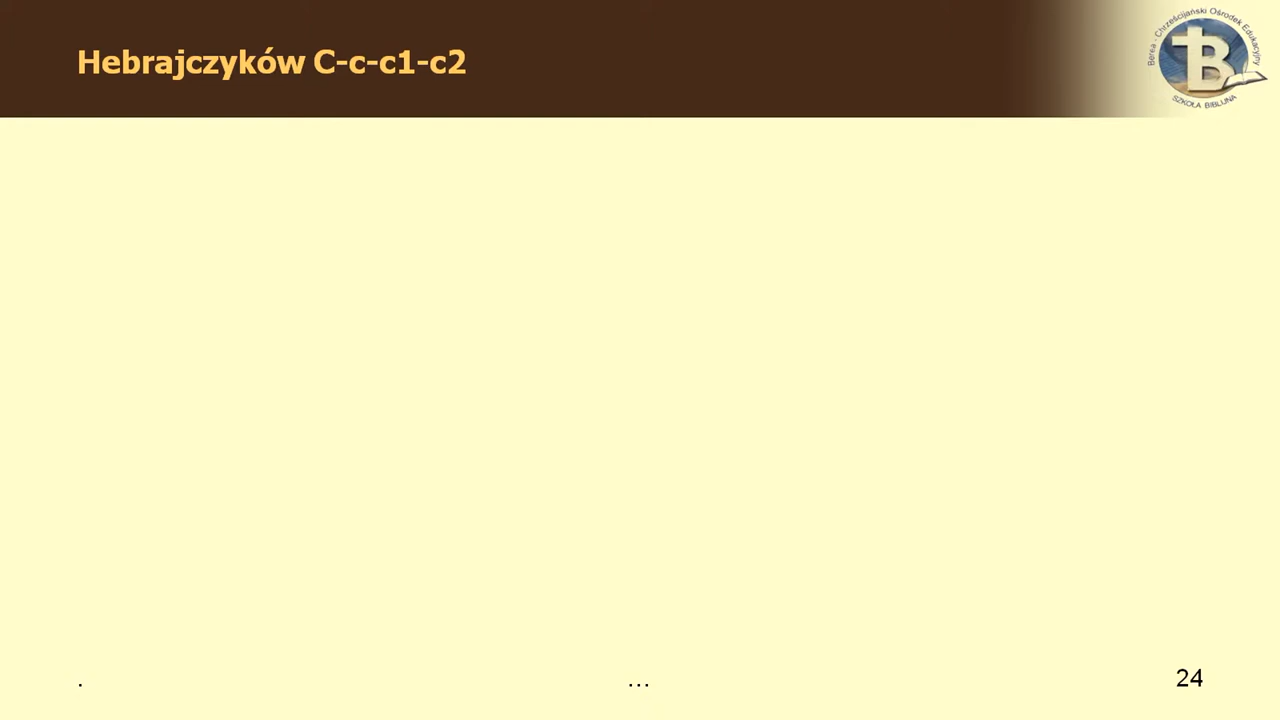 Hebrajczyków C-c-c1-c2
Berea - Chrześcijański Ośrodek Edukacyjny
B
SZKOŁA BIBLIJNA
.
...
24